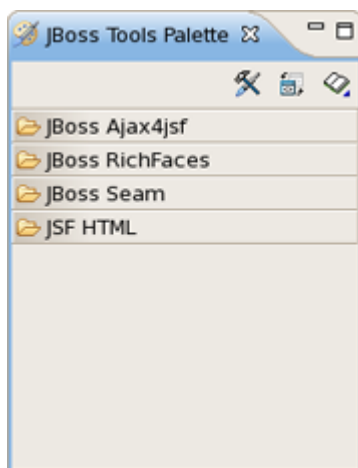 JBoss Tools Palette
JBoss Ajax4jsf
JBoss RichFaces
JBoss Seam
JSF HTML